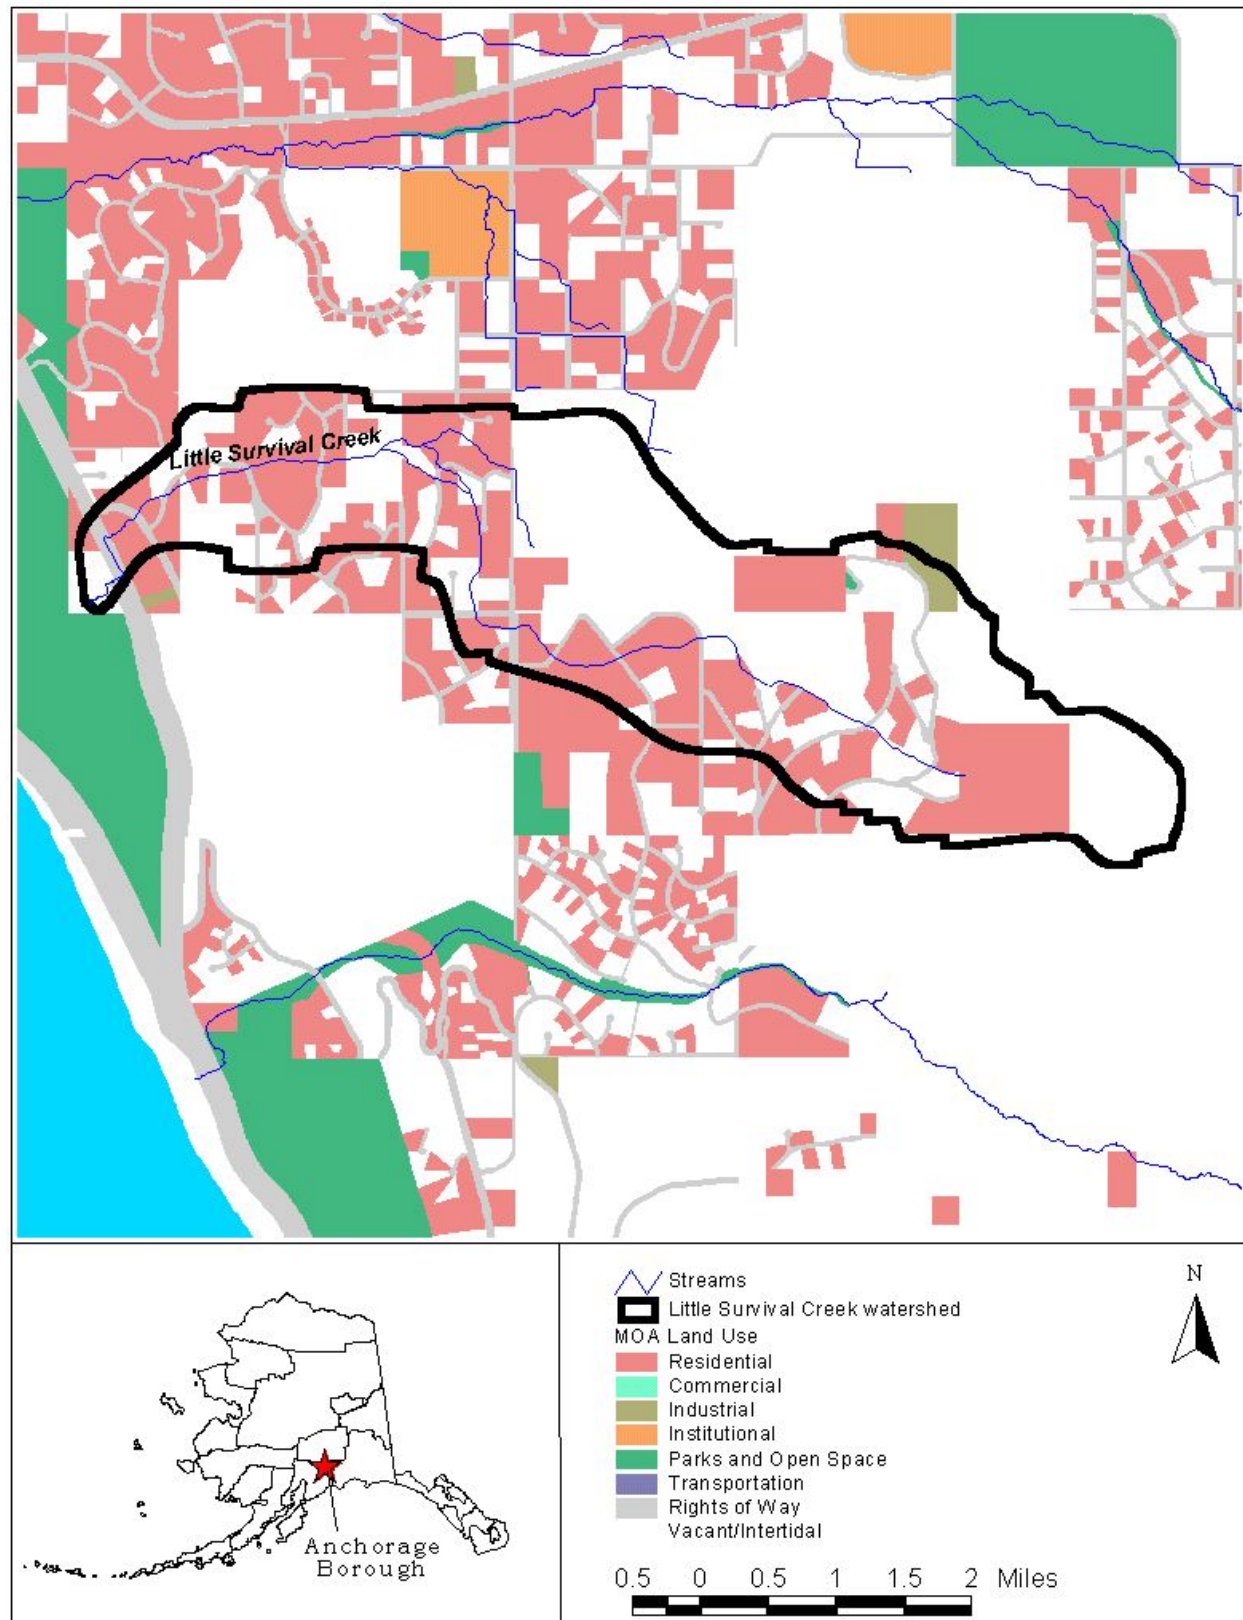 Little Survival Creek
Anchorage
Borough
Streams
Little Survival Creek watershed
MOA Land Use
Residential
Commercial
Industrial
Institutional
Parks and Open Space
Transportation
Rights of Way
Vacant/Intertidal
N
0.5 0 0.5 1 1.5 2 Miles